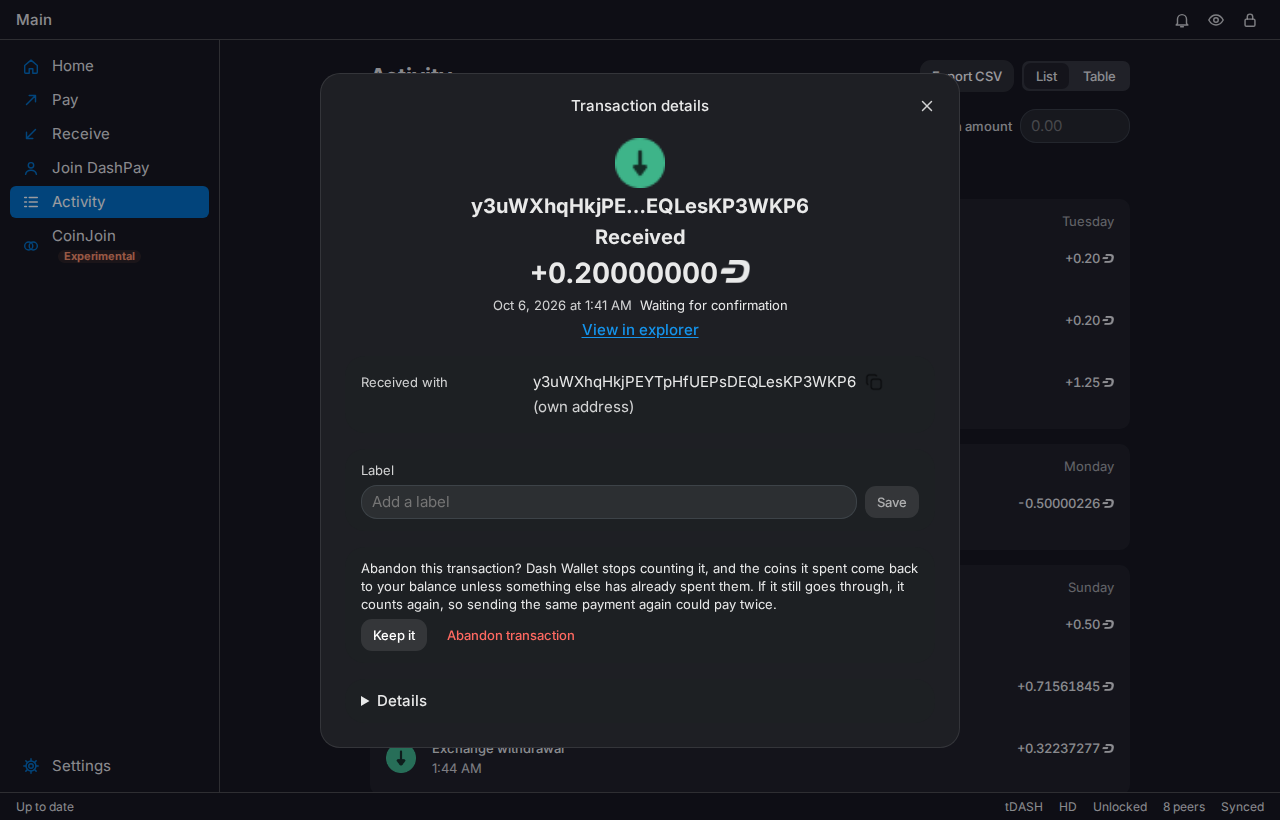 Main
Home
Pay
Receive
Join DashPay
Activity
CoinJoin
Experimental
Settings
Activity
Export CSV
List
Table
amount
0.00
Transaction details
y3uWXhqHkjPE...EQLesKP3WKP6
Received
+0.20000000
Oct 6, 2026 at 1:41 AM Waiting for confirmation
View in explorer
Received with
y3uWXhqHkjPEYTpHfUEPsDEQLesKP3WKP6
(own address)
Label
Add a label
Save
Abandon this transaction? Dash Wallet stops counting it, and the coins it spent come back
to your balance unless something else has already spent them. If it still goes through, it
counts again, so sending the same payment again could pay twice.
Keep it
Abandon transaction
Details
Tuesday
+0.20
+0.20
+1.25
Monday
-0.50000226
Sunday
+0.50
+0.71561845
Exchange withdrawal
1:44 AM
+0.32237277
Up to date
tDASH
HD
Unlocked
8 peers
Synced